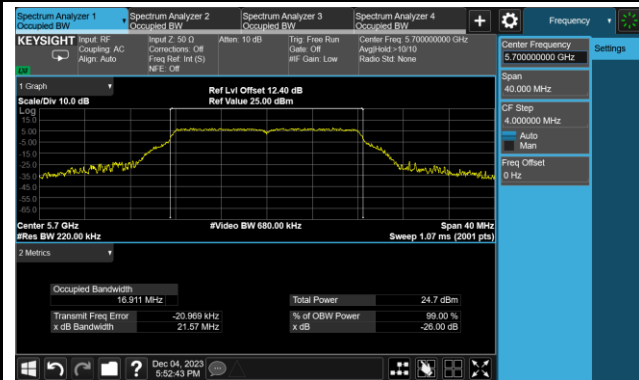 Spectrum Analyzer 1
Occupied BW
Spectrum Analyzer 2
Occupied BW
Spectrum Analyzer 3
Occupied BW
Spectrum Analyzer 4
Occupied BW
+
Frequency
KEYSIGHT
Input: RF
Coupling: AC
Align: Auto
Input Z: 50 Ω
Corrections: Off
Freq Ref: Int (S)
NFE: Off
Atten: 10 dB
Trig: Free Run
Gate: Off
#IF Gain: Low
Center Freq: 5.700000000 GHz
Avg|Hold:>10/10
Radio Std: None
Center Frequency
5.700000000 GHz
Settings
Span
40.000 MHz
CF Step
4.000000 MHz
Auto
Man
Freq Offset
0 Hz
1 Graph
Scale/Div 10.0 dB
Ref Lvl Offset 12.40 dB
Ref Value 25.00 dBm
Log
15.0
5.00
-5.00
-15.0
-25.0
-35.0
-45.0
-55.0
-65.0
Center 5.7 GHz
#Res BW 220.00 kHz
#Video BW 680.00 kHz
Span 40 MHz
Sweep 1.07 ms (2001 pts)
2 Metrics
Occupied Bandwidth
16.911 MHz
Transmit Freq Error -20.969 kHz
x dB Bandwidth 21.57 MHz
Total Power 24.7 dBm
% of OBW Power 99.00 %
x dB -26.00 dB
Dec 04, 2023
5:52:43 PM